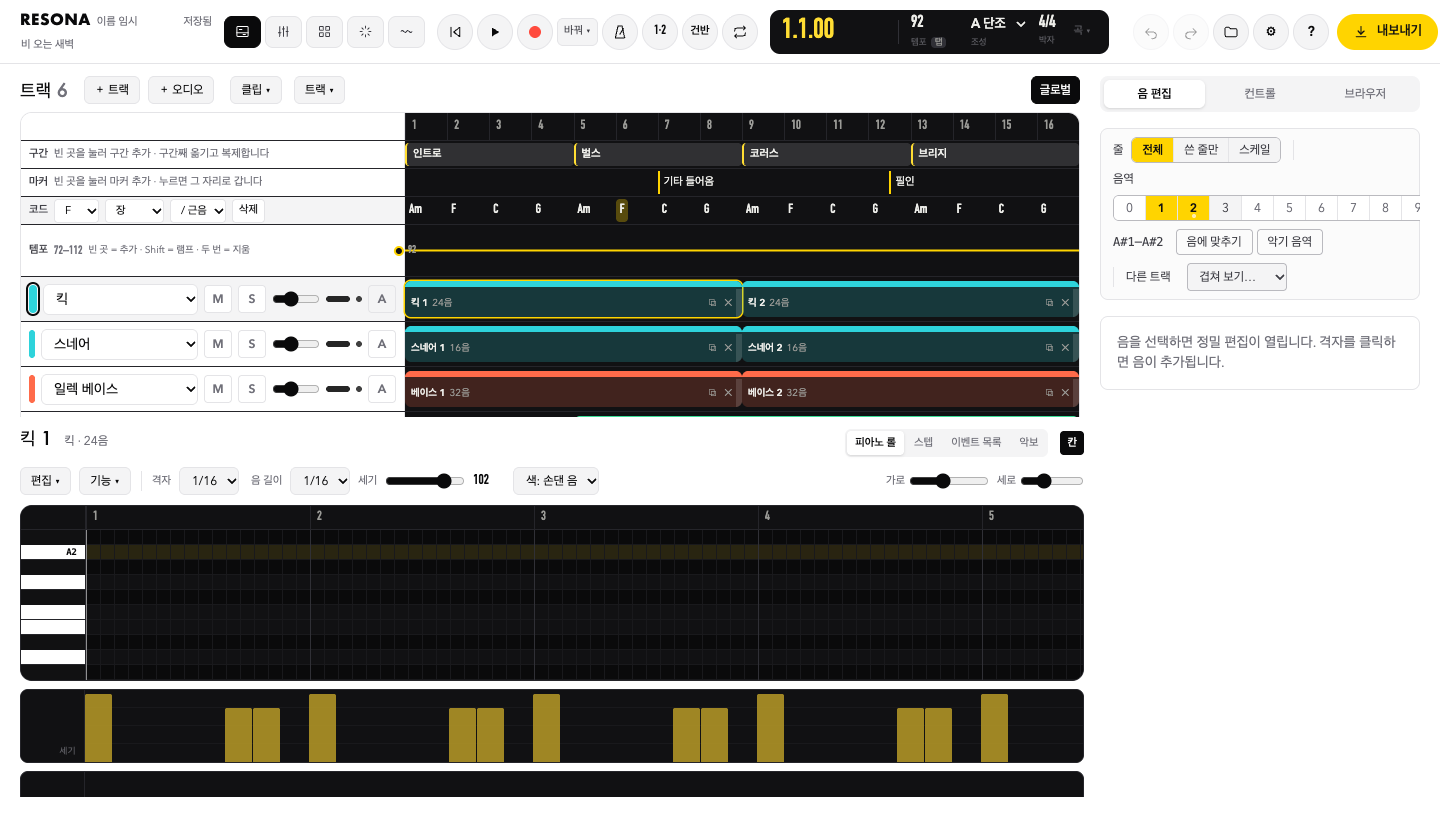 RESONA 이름 임시 저장됨
비 오는 새벽
바꿔 ▾
1·2
건반
1.1.00
92
템포 탭
A 단조
조성
4/4
박자
곡 ▾
?
내보내기
트랙 6
+ 트랙
+ 오디오
클립 ▾
트랙 ▾
글로벌
1 2 3 4 5 6 7 8 9 10 11 12 13 14 15 16
구간 빈 곳을 눌러 구간 추가 · 구간째 옮기고 복제합니다
인트로 벌스 코러스 브리지
마커 빈 곳을 눌러 마커 추가 · 누르면 그 자리로 갑니다
기타 들어옴 필인
코드 F 장 / 근음 삭제
Am F C G Am F C G Am F C G Am F C G
템포 72–112 빈 곳 = 추가 · Shift = 램프 · 두 번 = 지움
92
킥 M S A
킥 1 24음
킥 2 24음
스네어 M S A
스네어 1 16음
스네어 2 16음
일렉 베이스 M S A
베이스 1 32음
베이스 2 32음
킥 1 킥 · 24음
피아노 롤 스텝 이벤트 목록 악보 칸
편집 ▾ 기능 ▾ 격자 1/16 음 길이 1/16 세기 102 색: 손댄 음 가로 세로
1 2 3 4 5
A2
세기
음 편집 컨트롤 브라우저
줄 전체 쓴 줄만 스케일
음역
0 1 2 3 4 5 6 7 8 9
A#1–A#2 음에 맞추기 악기 음역
다른 트랙 겹쳐 보기…
음을 선택하면 정밀 편집이 열립니다. 격자를 클릭하
면 음이 추가됩니다.